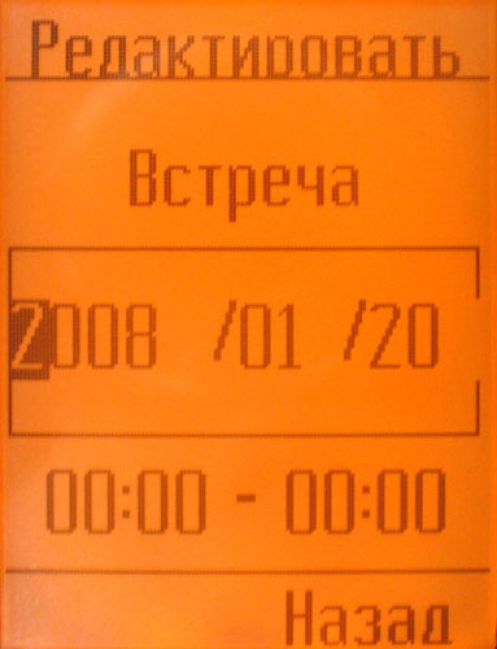 Редактировать
Встреча
2008 /01 /20
00:00 - 00:00
Назад